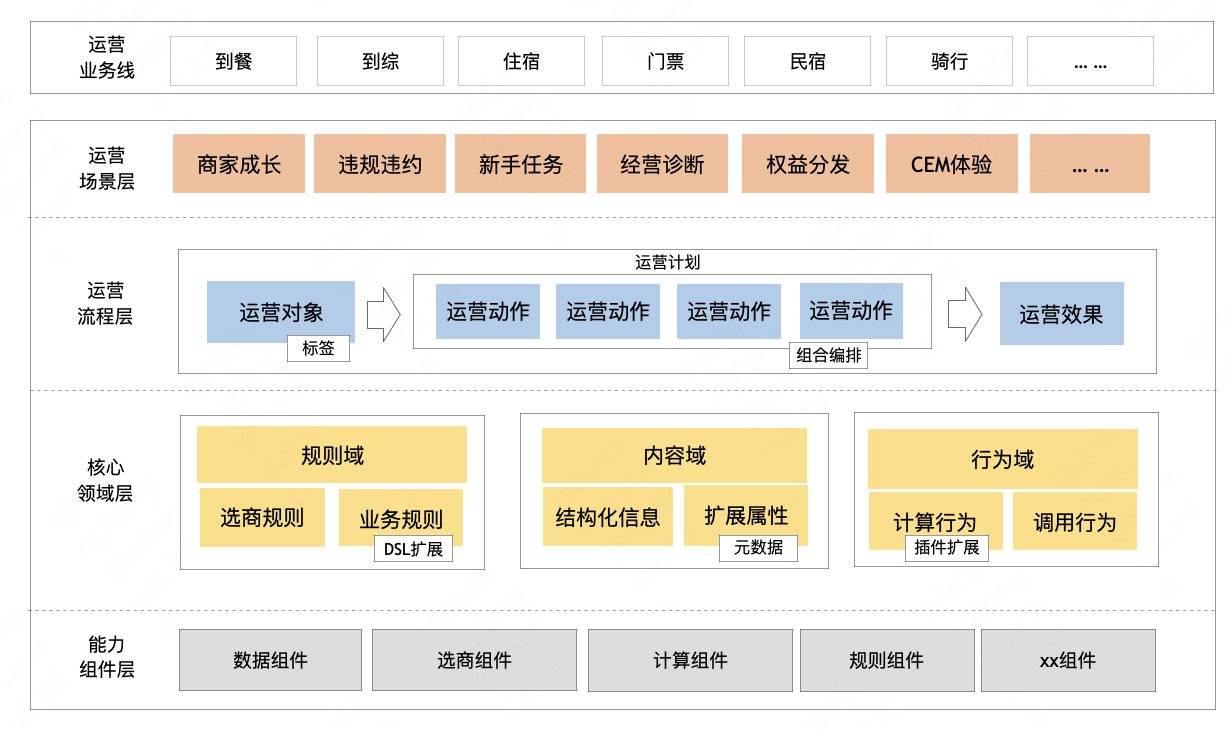 运营
业务线
到餐
到综
住宿
门票
民宿
骑行
... ...
运营
场景层
商家成长
违规违约
新手任务
经营诊断
权益分发
CEM体验
... ...
运营
流程层
运营计划
运营对象
标签
运营动作
运营动作
运营动作
运营动作
组合编排
运营效果
核心
领域层
规则域
选商规则
业务规则
DSL扩展
内容域
结构化信息
扩展属性
元数据
行为域
计算行为
插件扩展
调用行为
能力
组件层
数据组件
选商组件
计算组件
规则组件
xx组件